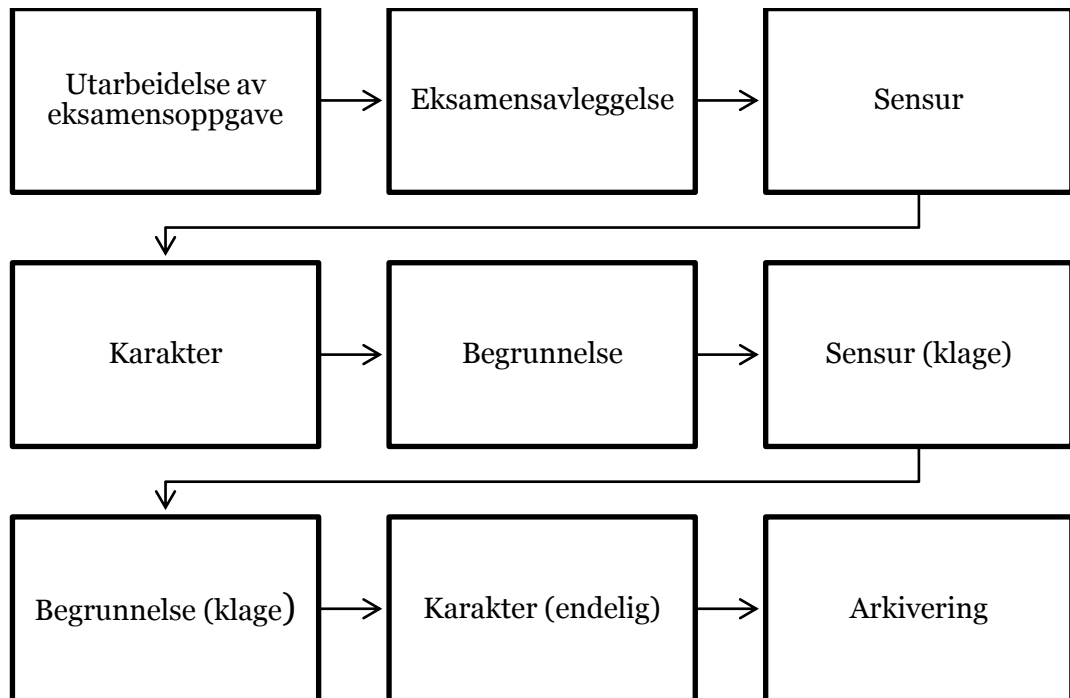 Utarbeidelse av
eksamensoppgave
Eksamensavleggelse
Sensur
Karakter
Begrunnelse
Sensur (klage)
Begrunnelse (klage)
Karakter (endelig)
Arkivering